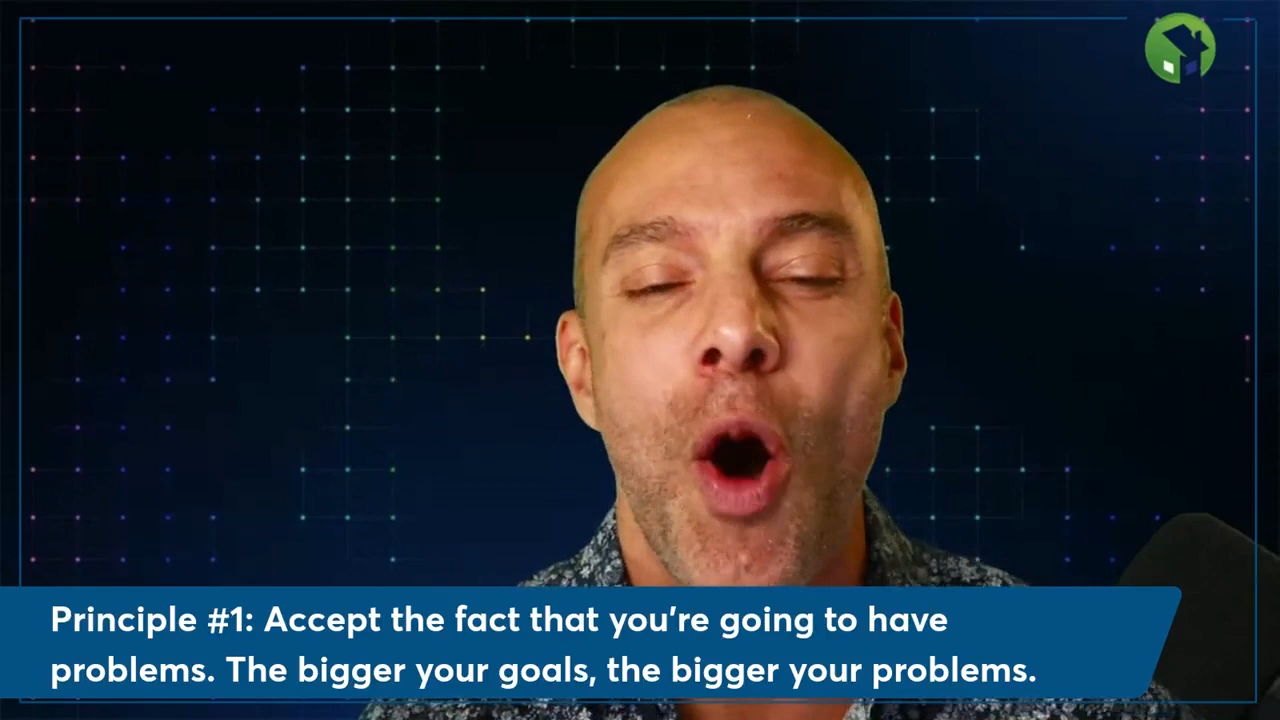 Principle #1: Accept the fact that you’re going to have
problems. The bigger your goals, the bigger your problems.